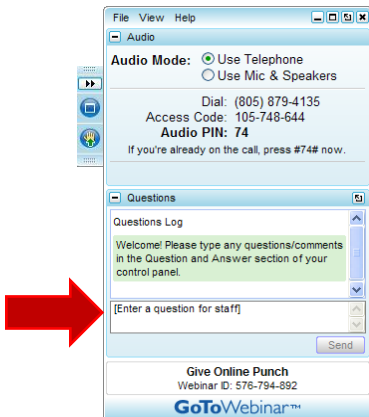 File View Help
Audio
Audio Mode: Use Telephone
Use Mic & Speakers
Dial: (805) 879-4135
Access Code: 105-748-644
Audio PIN: 74
If you're already on the call, press #74# now.
Questions
Questions Log
Welcome! Please type any questions/comments
in the Question and Answer section of your
control panel.
[Enter a question for staff]
Send
Give Online Punch
Webinar ID: 576-794-892
GoToWebinar™